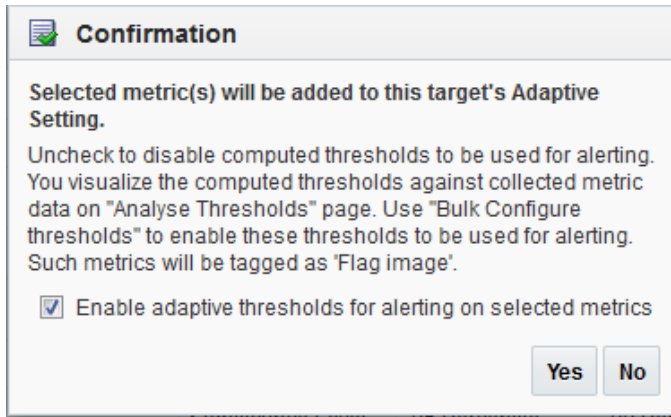 Confirmation
Selected metric(s) will be added to this target's Adaptive
Setting.
Uncheck to disable computed thresholds to be used for alerting.
You visualize the computed thresholds against collected metric
data on "Analyse Thresholds" page. Use "Bulk Configure
thresholds" to enable these thresholds to be used for alerting.
Such metrics will be tagged as 'Flag image'.
Enable adaptive thresholds for alerting on selected metrics
Yes No